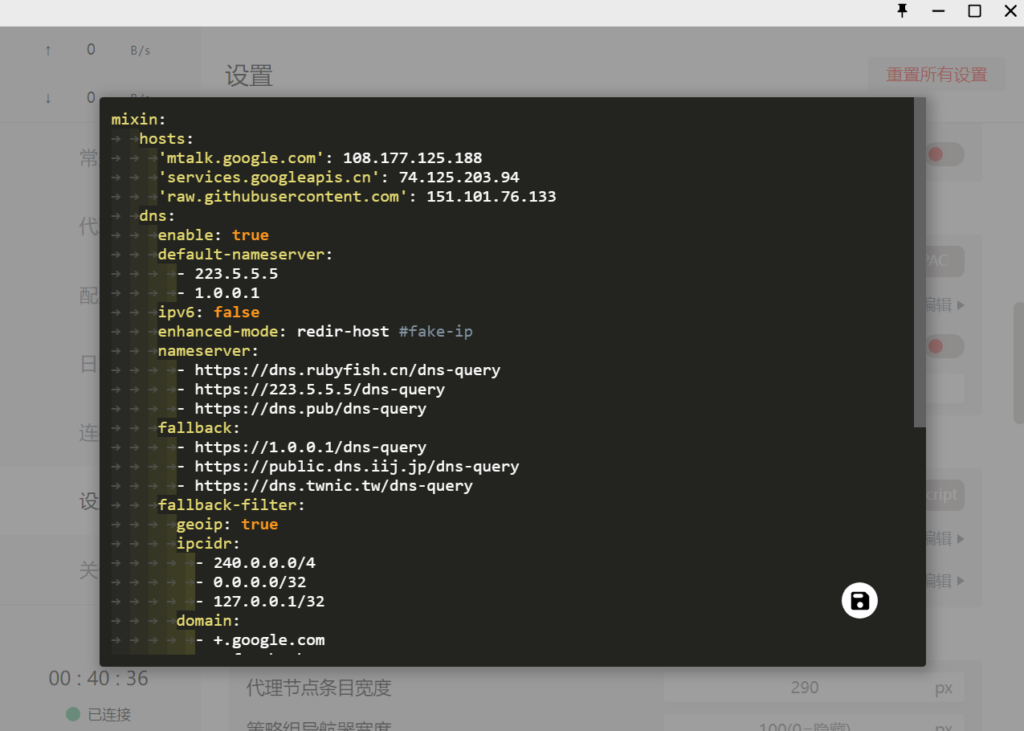 ↑ 0 B/s
设置
重置所有设置
↓ 0
mixin:
hosts:
'mtalk.google.com': 108.177.125.188
'services.googleapis.cn': 74.125.203.94
'raw.githubusercontent.com': 151.101.76.133
dns:
enable: true
default-nameserver:
- 223.5.5.5
- 1.0.0.1
ipv6: false
enhanced-mode: redir-host #fake-ip
nameserver:
- https://dns.rubyfish.cn/dns-query
- https://223.5.5.5/dns-query
- https://dns.pub/dns-query
fallback:
- https://1.0.0.1/dns-query
- https://public.dns.iij.jp/dns-query
- https://dns.twnic.tw/dns-query
fallback-filter:
geoip: true
ipcidr:
- 240.0.0.0/4
- 0.0.0.0/32
- 127.0.0.1/32
domain:
- +.google.com
常
代
配
日
连
设
关
PAC
编辑
cript
编辑
编辑
00 : 40 : 36
已连接
代理节点条目宽度
290 px
策略组导航器宽度
100(0=隐藏) px